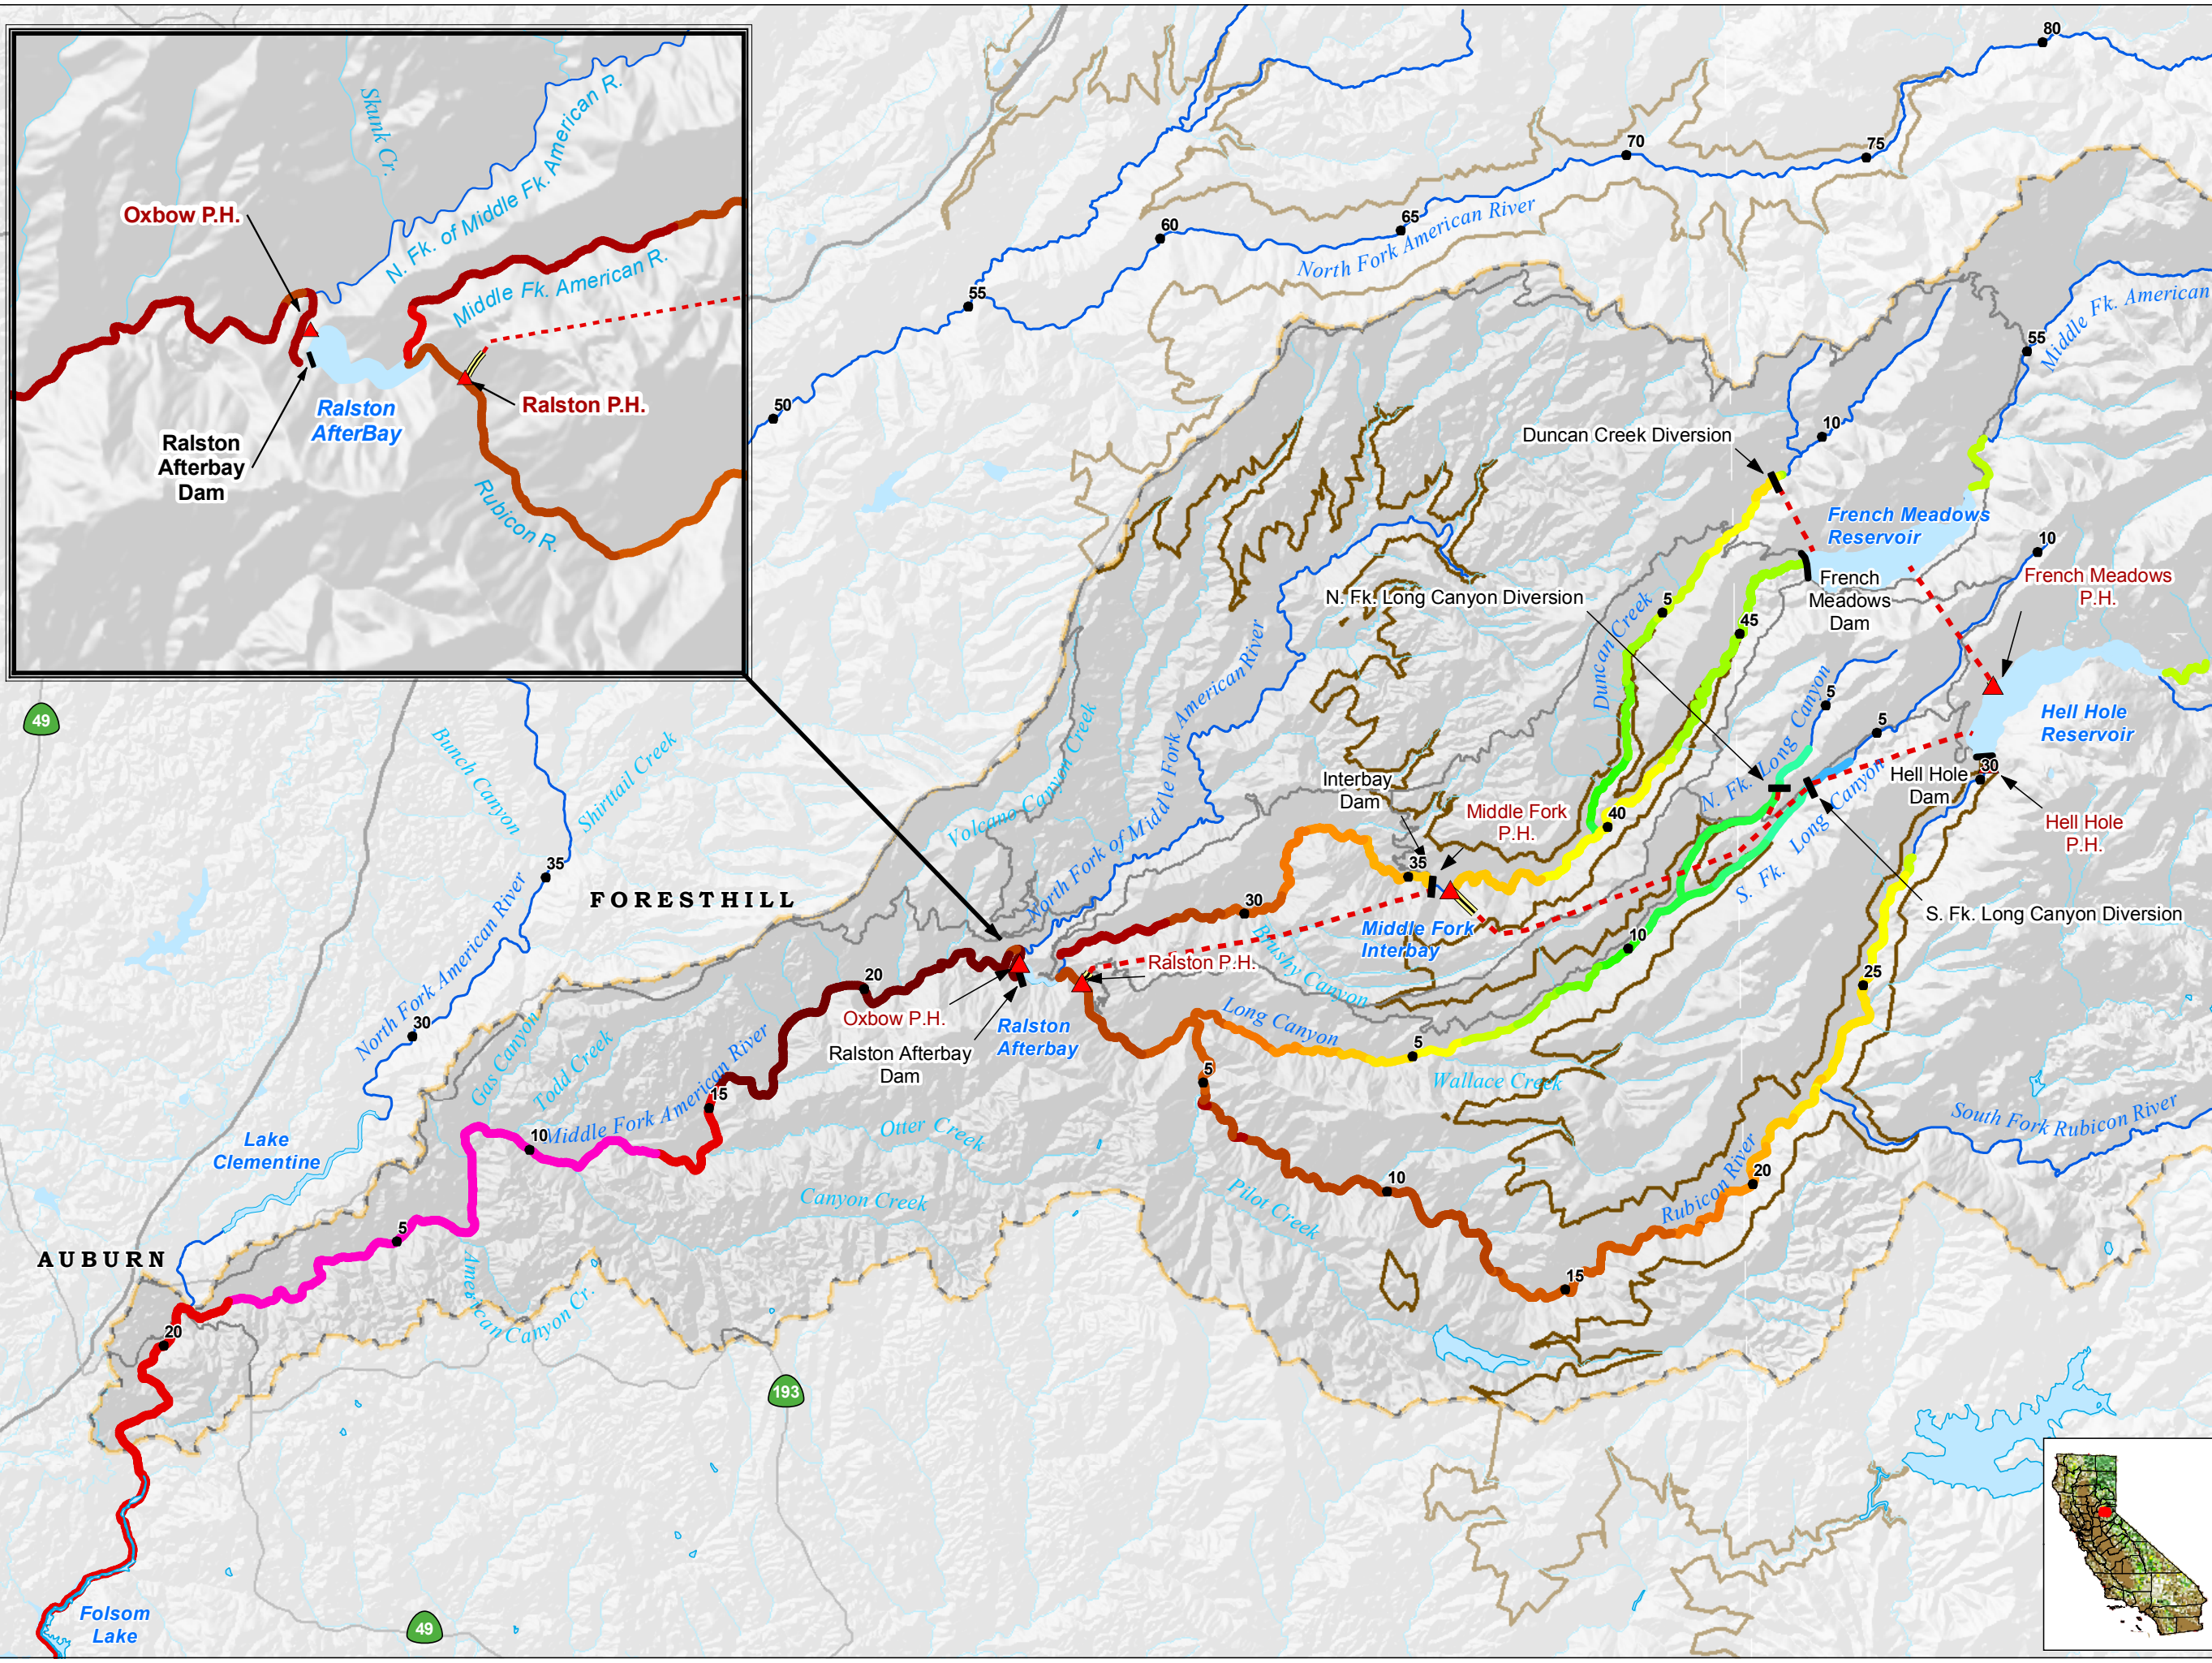 80
Skunk Cr.
N. Fk. of Middle Fk. American R.
Oxbow P.H.
Middle Fk. American R.
Ralston P.H.
Ralston
AfterBay
Ralston
Afterbay
Dam
Rubicon R.
70
75
65
60
North Fork American River
55
50
Middle Fk. American
55
10
Duncan Creek Diversion
French Meadows
Reservoir
10
French Meadows
P.H.
French
Meadows
Dam
N. Fk. Long Canyon Diversion
5
45
Duncan Creek
N. Fk. Long Canyon
5
5
Hell Hole
Reservoir
Hell Hole
Dam
30
Hell Hole
P.H.
S. Fk. Long Canyon
S. Fk. Long Canyon Diversion
49
Bunch Canyon
Shirttail Creek
Volcano Canyon Creek
North Fork of Middle Fork American River
Interbay
Dam
Middle Fork
P.H.
40
35
35
FORESTHILL
30
Middle Fork
Interbay
Brushy Canyon
10
North Fork American River
30
20
Ralston P.H.
Oxbow P.H.
Ralston Afterbay
Dam
Ralston
Afterbay
Long Canyon
5
25
Gas Canyon
Todd Creek
Middle Fork American River
15
5
Wallace Creek
South Fork Rubicon River
Lake
Clementine
10
Otter Creek
Canyon Creek
Pilot Creek
10
Rubicon River
20
5
AUBURN
American Canyon Cr.
15
20
193
Folsom
Lake
49